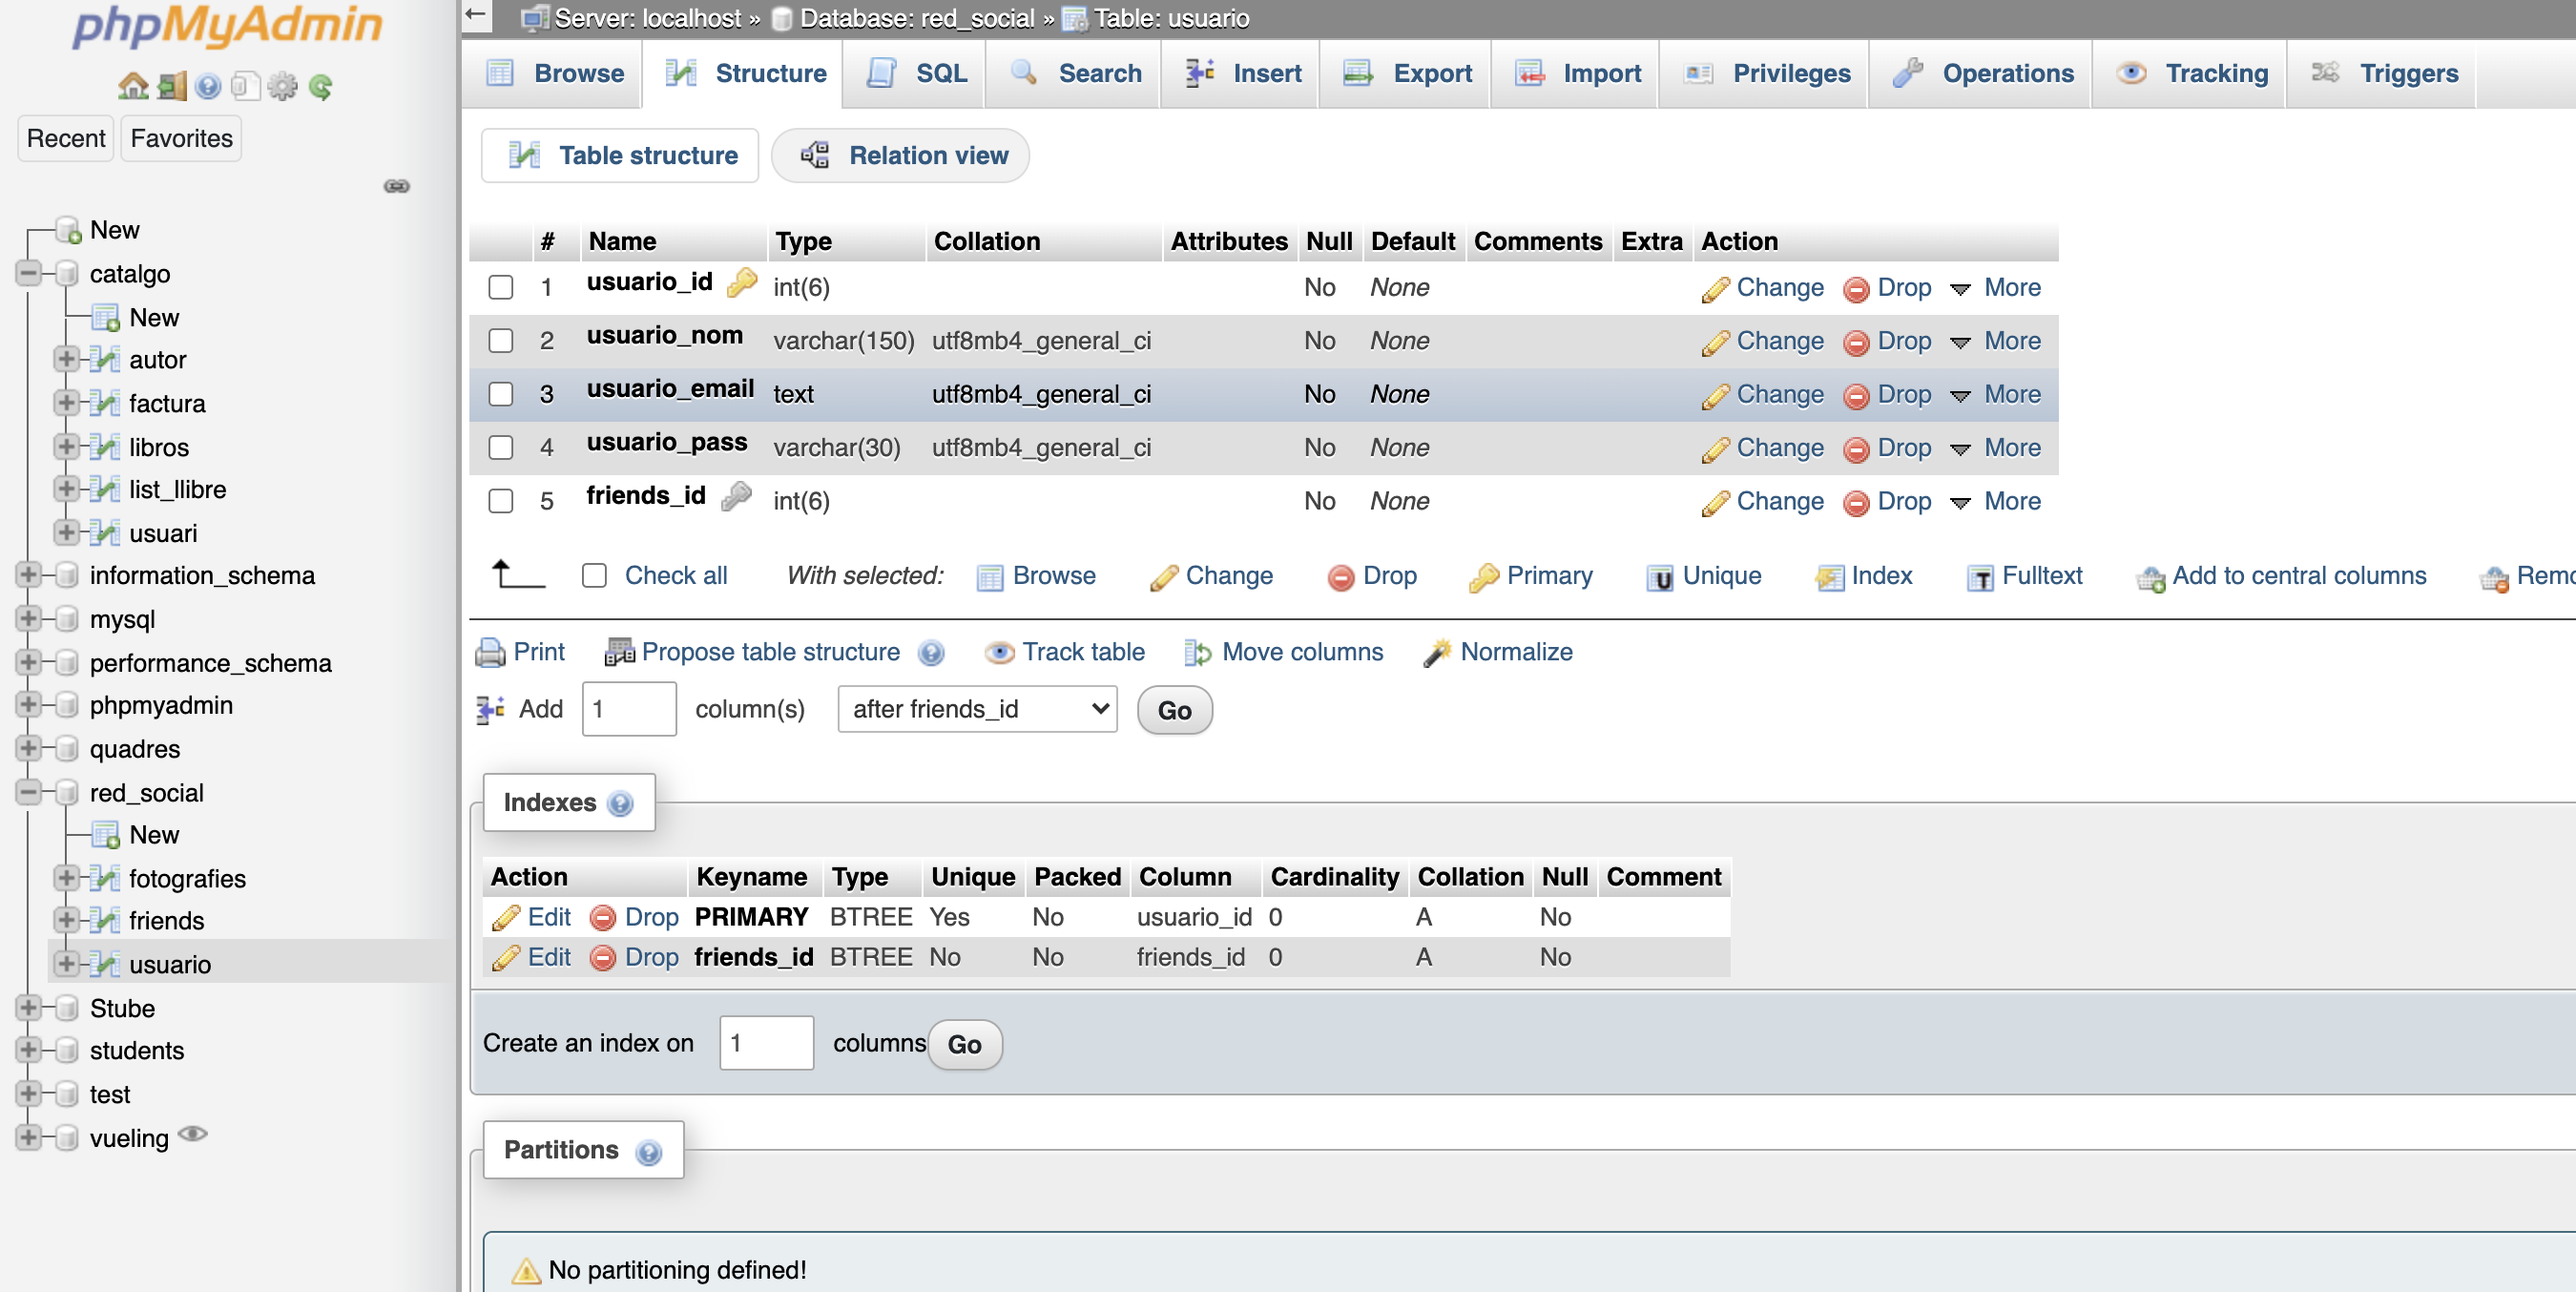 phpMyAdmin
Recent Favorites
New
catalgo
New
autor
factura
libros
list_llibre
usuari
information_schema
mysql
performance_schema
phpmyadmin
quadres
red_social
New
fotografies
friends
usuario
Stube
students
test
vueling
Server: localhost » Database: red_social » Table: usuario
Browse Structure SQL Search Insert Export Import Privileges Operations Tracking Triggers
Table structure Relation view
# Name Type Collation Attributes Null Default Comments Extra Action
1 usuario_id int(6) No None Change Drop More
2 usuario_nom varchar(150) utf8mb4_general_ci No None Change Drop More
3 usuario_email text utf8mb4_general_ci No None Change Drop More
4 usuario_pass varchar(30) utf8mb4_general_ci No None Change Drop More
5 friends_id int(6) No None Change Drop More
Check all With selected: Browse Change Drop Primary Unique Index Fulltext Add to central columns Remo
Print Propose table structure Track table Move columns Normalize
Add 1 column(s) after friends_id Go
Indexes
Action Keyname Type Unique Packed Column Cardinality Collation Null Comment
Edit Drop PRIMARY BTREE Yes No usuario_id 0 A No
Edit Drop friends_id BTREE No No friends_id 0 A No
Create an index on 1 columns Go
Partitions
No partitioning defined!